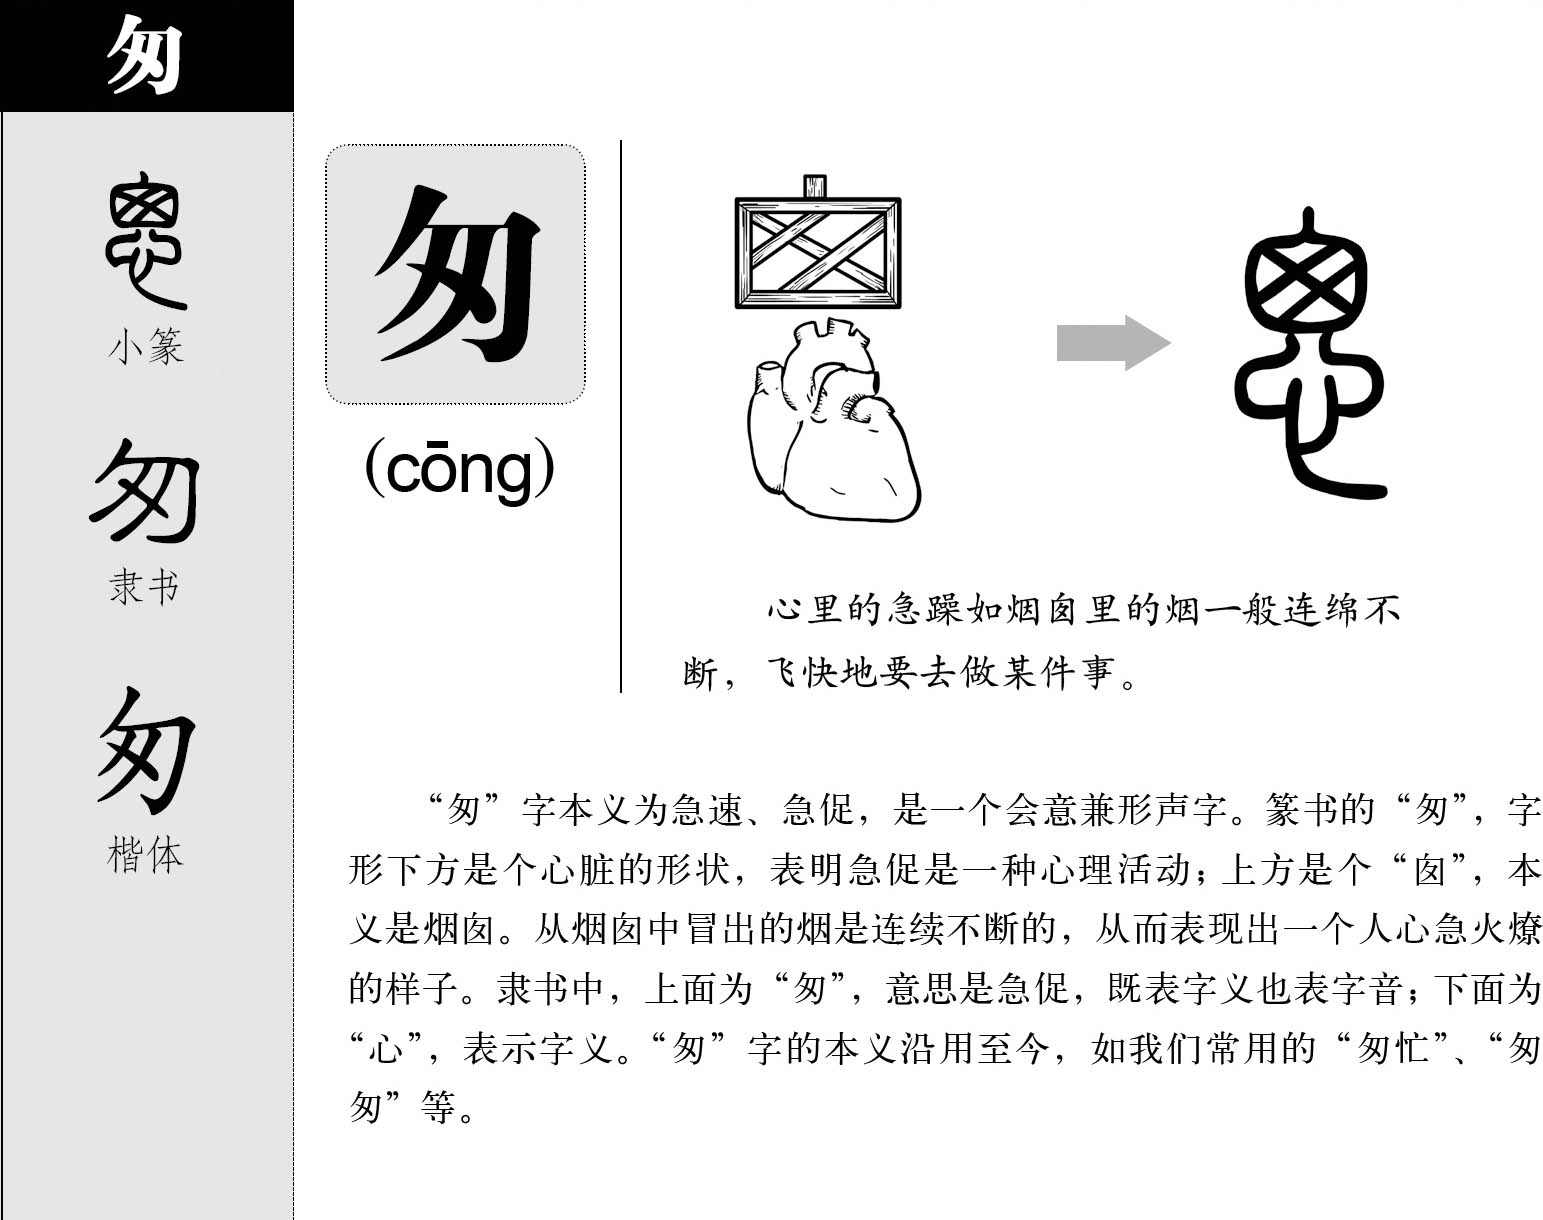 匆
小篆
隶书
匆
楷体
匆
匆
(cōng)
心里的急躁如烟囱里的烟一般连绵不
断，飞快地要去做某件事。
“匆”字本义为急速、急促，是一个会意兼形声字。篆书的“匆”，字
形下方是个心脏的形状，表明急促是一种心理活动；上方是个“囱”，本
义是烟囱。从烟囱中冒出的烟是连续不断的，从而表现出一个人心急火燎
的样子。隶书中，上面为“匆”，意思是急促，既表字义也表字音；下面为
“心”，表示字义。“匆”字的本义沿用至今，如我们常用的“匆忙”、“匆
匆”等。